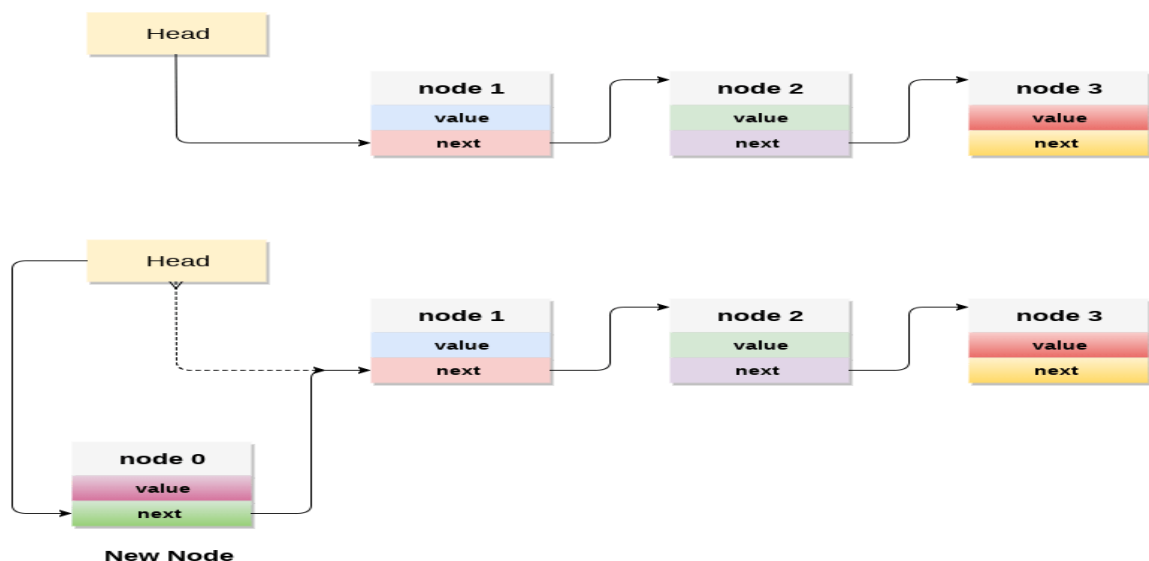 Head
node 1
value
next
node 2
value
next
node 3
value
next
Head
node 1
value
next
node 2
value
next
node 3
value
next
node 0
value
next
New Node